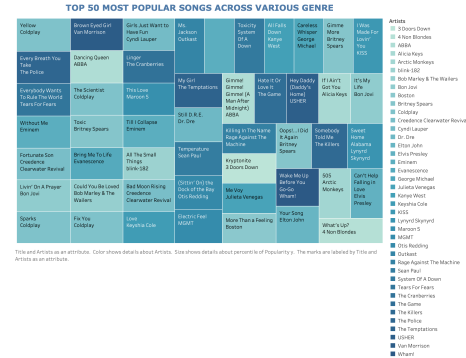 TOP 50 MOST POPULAR SONGS ACROSS VARIOUS GENRE
Yellow
Coldplay
Every Breath You
Take
The Police
Everybody Wants
To Rule The World
Tears For Fears
Without Me
Eminem
Fortunate Son
Creedence
Clearwater Revival
Livin' On A Prayer
Bon Jovi
Sparks
Coldplay
Brown Eyed Girl
Van Morrison
Dancing Queen
ABBA
The Scientist
Coldplay
Toxic
Britney Spears
Bring Me To Life
Evanescence
Could You Be Loved
Bob Marley & The
Wailers
Fix You
Coldplay
Girls Just Want to
Have Fun
Cyndi Lauper
Linger
The Cranberries
This Love
Maroon 5
Till I Collapse
Eminem
All The Small
Things
blink-182
Bad Moon Rising
Creedence
Clearwater Revival
Love
Keyshia Cole
Ms.
Jackson
Outkast
My Girl
The Temptations
Still D.R.E.
Dr. Dre
Temperature
Sean Paul
(Sittin' On) the
Dock of the Bay
Otis Redding
Electric Feel
MGMT
Toxicity
System
Of A
Down
All Falls
Down
Kanye
West
Careless
Whisper
George
Michael
Gimme
More
Britney
Spears
I Was
Made For
Lovin'
You
KISS
Gimme!
Gimme!
Gimme! (A
Man After
Midnight)
ABBA
Hate It Or
Love It
The Game
Hey Daddy
(Daddy's
Home)
USHER
If I Ain't
Got You
Alicia Keys
It's My
Life
Bon Jovi
Killing In The Name
Rage Against The
Machine
Oops!...I Did
It Again
Britney
Spears
Somebody
Told Me
The Killers
Sweet
Home
Alabama
Lynyrd
Skynyrd
Kryptonite
3 Doors Down
Me Voy
Julieta Venegas
More Than a Feeling
Boston
Wake Me Up
Before You
Go-Go
Wham!
Your Song
Elton John
505
Arctic
Monkeys
Can't Help
Falling in
Love
Elvis
Presley
What's Up?
4 Non Blondes
Title and Artists as an attribute. Color shows details about Artists. Size shows details about percentile of Popularity y. The marks are labeled by Title and
Artists as an attribute.
Artists
3 Doors Down
4 Non Blondes
ABBA
Alicia Keys
Arctic Monkeys
blink-182
Bob Marley & The Wailers
Bon Jovi
Boston
Britney Spears
Coldplay
Creedence Clearwater Revival
Cyndi Lauper
Dr. Dre
Elton John
Elvis Presley
Eminem
Evanescence
George Michael
Julieta Venegas
Kanye West
Keyshia Cole
KISS
Lynyrd Skynyrd
Maroon 5
MGMT
Otis Redding
Outkast
Rage Against The Machine
Sean Paul
System Of A Down
Tears For Fears
The Cranberries
The Game
The Killers
The Police
The Temptations
USHER
Van Morrison
Wham!